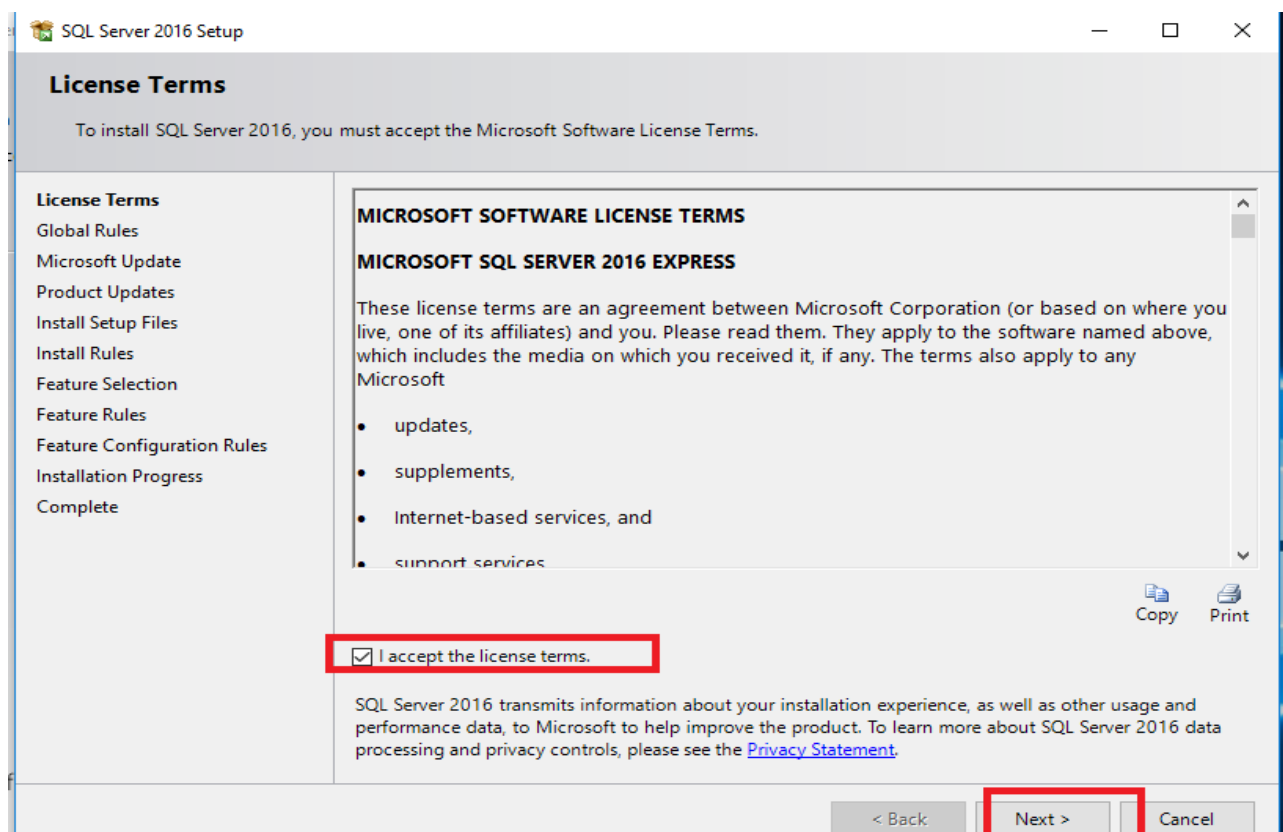 SQL Server 2016 Setup
License Terms
To install SQL Server 2016, you must accept the Microsoft Software License Terms.
License Terms
Global Rules
Microsoft Update
Product Updates
Install Setup Files
Install Rules
Feature Selection
Feature Rules
Feature Configuration Rules
Installation Progress
Complete
MICROSOFT SOFTWARE LICENSE TERMS
MICROSOFT SQL SERVER 2016 EXPRESS
These license terms are an agreement between Microsoft Corporation (or based on where you
live, one of its affiliates) and you. Please read them. They apply to the software named above,
which includes the media on which you received it, if any. The terms also apply to any
Microsoft
• updates,
• supplements,
• Internet-based services, and
• support services
Copy Print
I accept the license terms.
SQL Server 2016 transmits information about your installation experience, as well as other usage and
performance data, to Microsoft to help improve the product. To learn more about SQL Server 2016 data
processing and privacy controls, please see the Privacy Statement.
< Back Next > Cancel